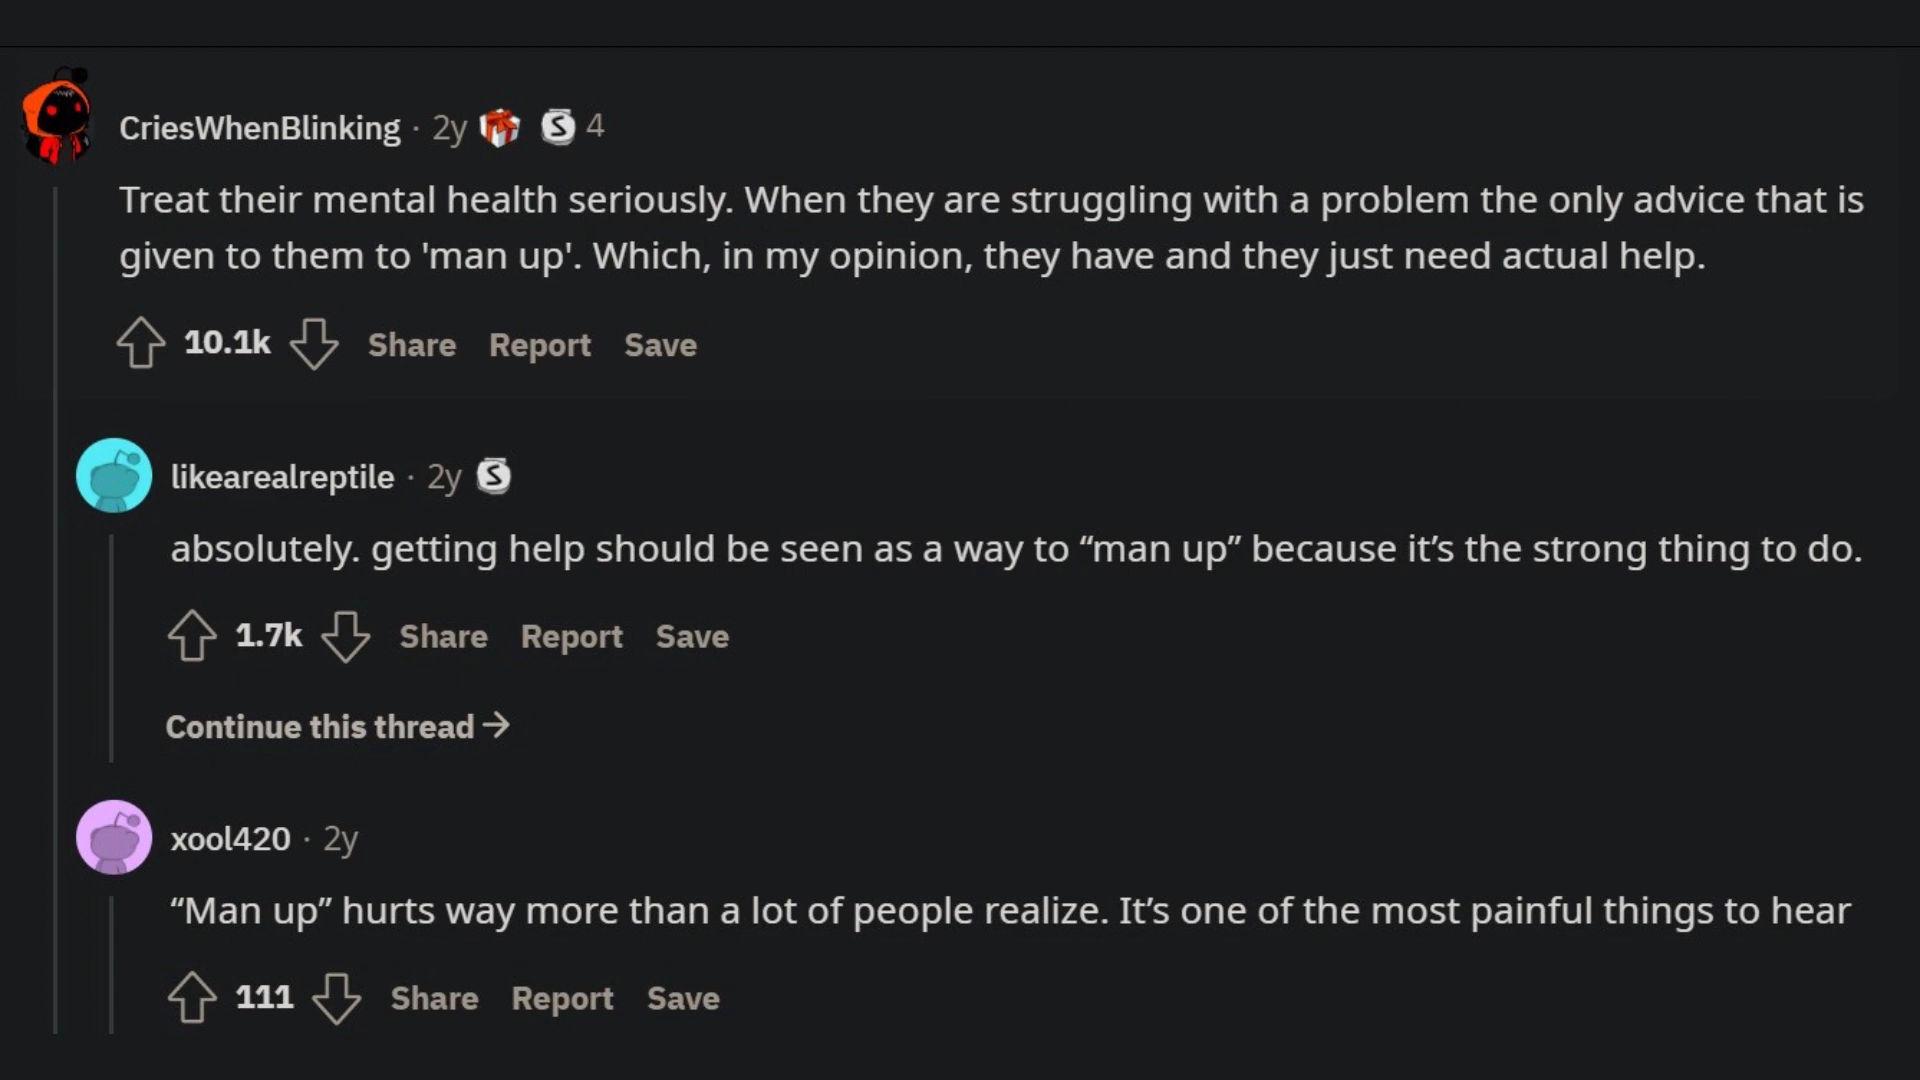 CriesWhenBlinking · 2y S 4
Treat their mental health seriously. When they are struggling with a problem the only advice that is
given to them to 'man up'. Which, in my opinion, they have and they just need actual help.
10.1k Share Report Save
likearealreptile · 2y S
absolutely. getting help should be seen as a way to “man up” because it’s the strong thing to do.
1.7k Share Report Save
Continue this thread →
xool420 · 2y
“Man up” hurts way more than a lot of people realize. It’s one of the most painful things to hear
111 Share Report Save